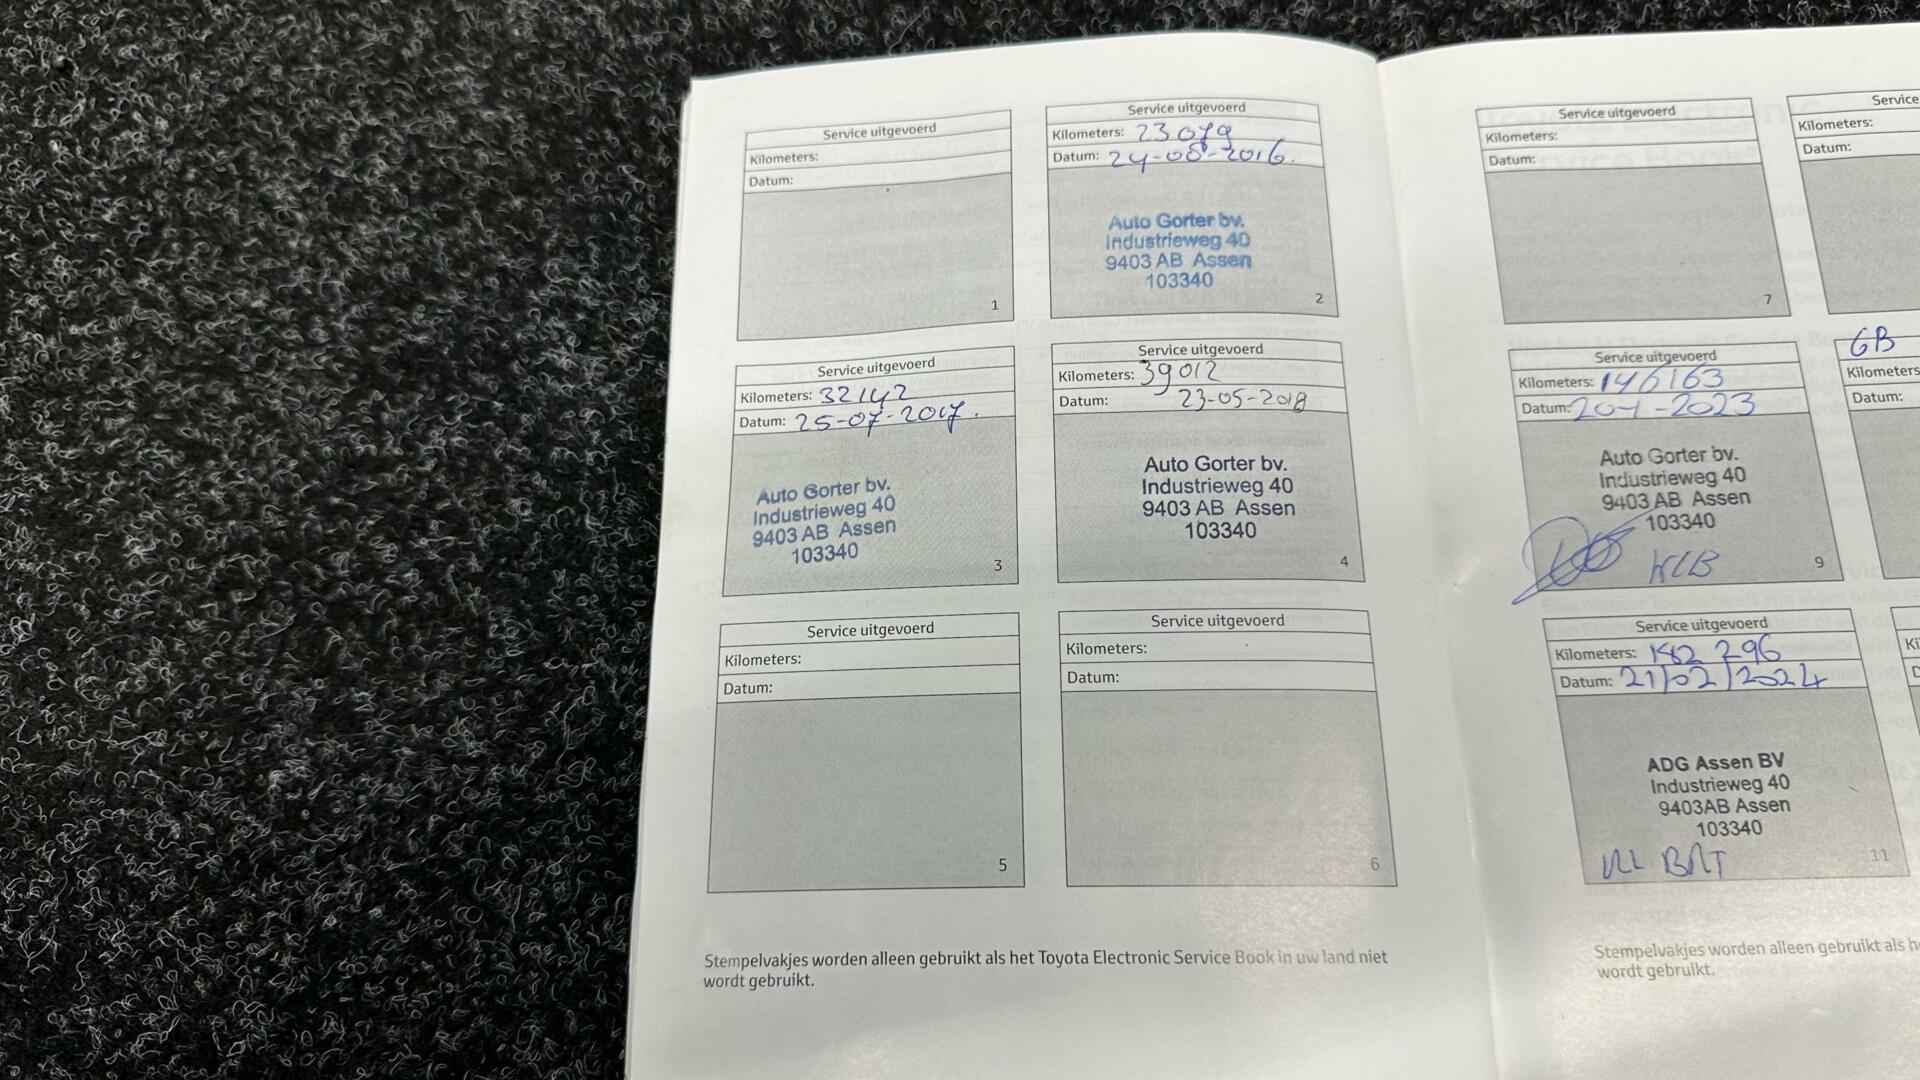 Service uitgevoerd
Kilometers:
Datum:
1
Service uitgevoerd
Kilometers: 23079
Datum: 24-08-2016.
Auto Gorter bv.
Industrieweg 40
9403 AB Assen
103340
2
Service uitgevoerd
Kilometers: 32142
Datum: 25-07-2017.
Auto Gorter bv.
Industrieweg 40
9403 AB Assen
103340
3
Service uitgevoerd
Kilometers: 39012
Datum: 23-05-2018
Auto Gorter bv.
Industrieweg 40
9403 AB Assen
103340
4
Service uitgevoerd
Kilometers:
Datum:
5
Service uitgevoerd
Kilometers:
Datum:
6
Stempelvakjes worden alleen gebruikt als het Toyota Electronic Service Book in uw land niet
wordt gebruikt.
Service uitgevoerd
Kilometers:
Datum:
7
Service
Kilometers:
Datum:
Service uitgevoerd
Kilometers: 146163
Datum: 2023
Auto Gorter bv.
Industrieweg 40
9403 AB Assen
103340
9
GB
Kilometers
Datum:
Service uitgevoerd
Kilometers: 182 296
Datum: 21/02/2024
ADG Assen BV
Industrieweg 40
9403AB Assen
103340
11
Stempelvakjes worden alleen gebruikt als
wordt gebruikt.